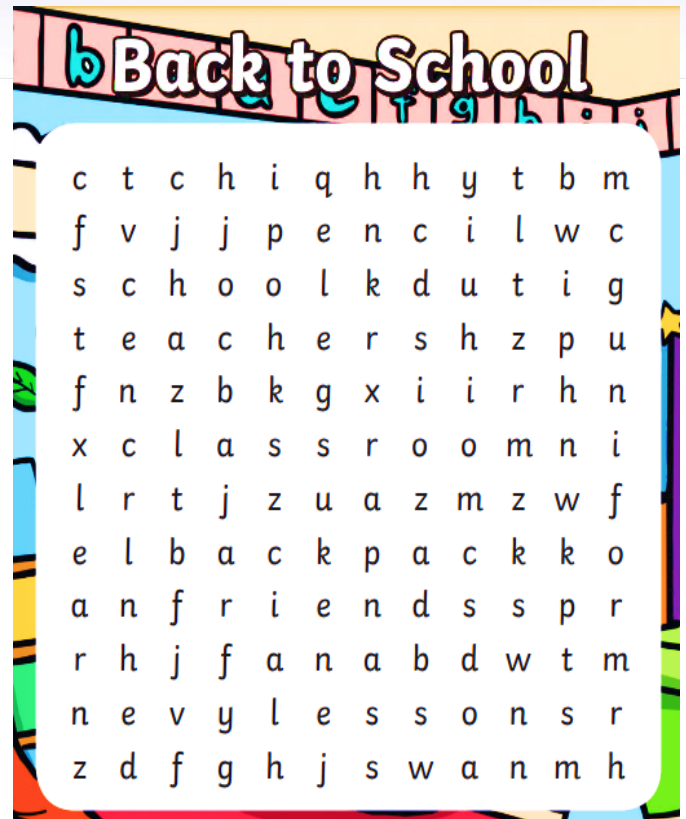 b a e f g h i j
Back to School
c t c h i q h h y t b m
f v j j p e n c i l w c
s c h o o l k d u t i g
t e a c h e r s h z p u
f n z b k g x i i r h n
x c l a s s r o o m n i
l r t j z u a z m z w f
e l b a c k p a c k k o
a n f r i e n d s s p r
r h j f a n a b d w t m
n e v y l e s s o n s r
z d f g h j s w a n m h